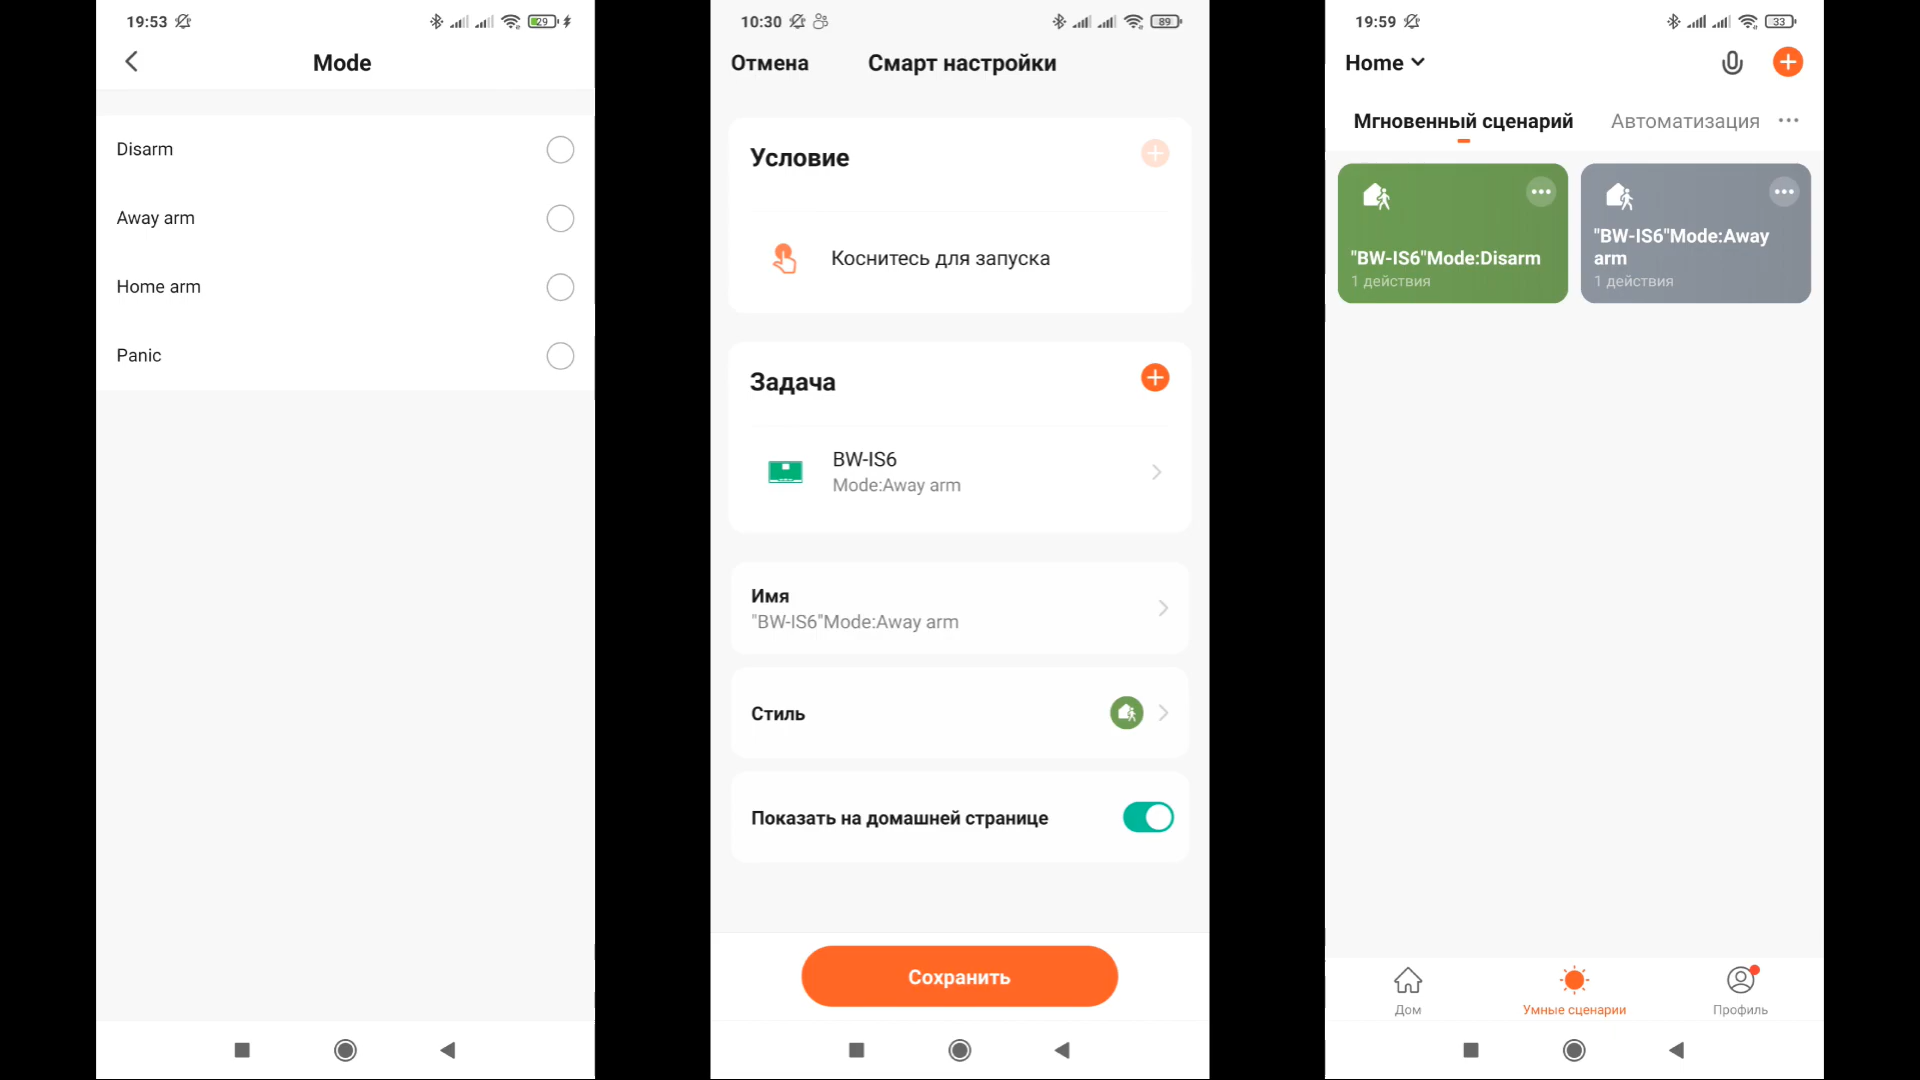 19:53
29
Mode
Disarm
Away arm
Home arm
Panic
10:30
89
Отмена
Смарт настройки
Условие
Коснитесь для запуска
Задача
BW-IS6
Mode:Away arm
Имя
"BW-IS6"Mode:Away arm
Стиль
Показать на домашней странице
Сохранить
19:59
33
Home
Мгновенный сценарий
Автоматизация
"BW-IS6"Mode:Disarm
1 действия
"BW-IS6"Mode:Away
arm
1 действия
Дом
Умные сценарии
Профиль